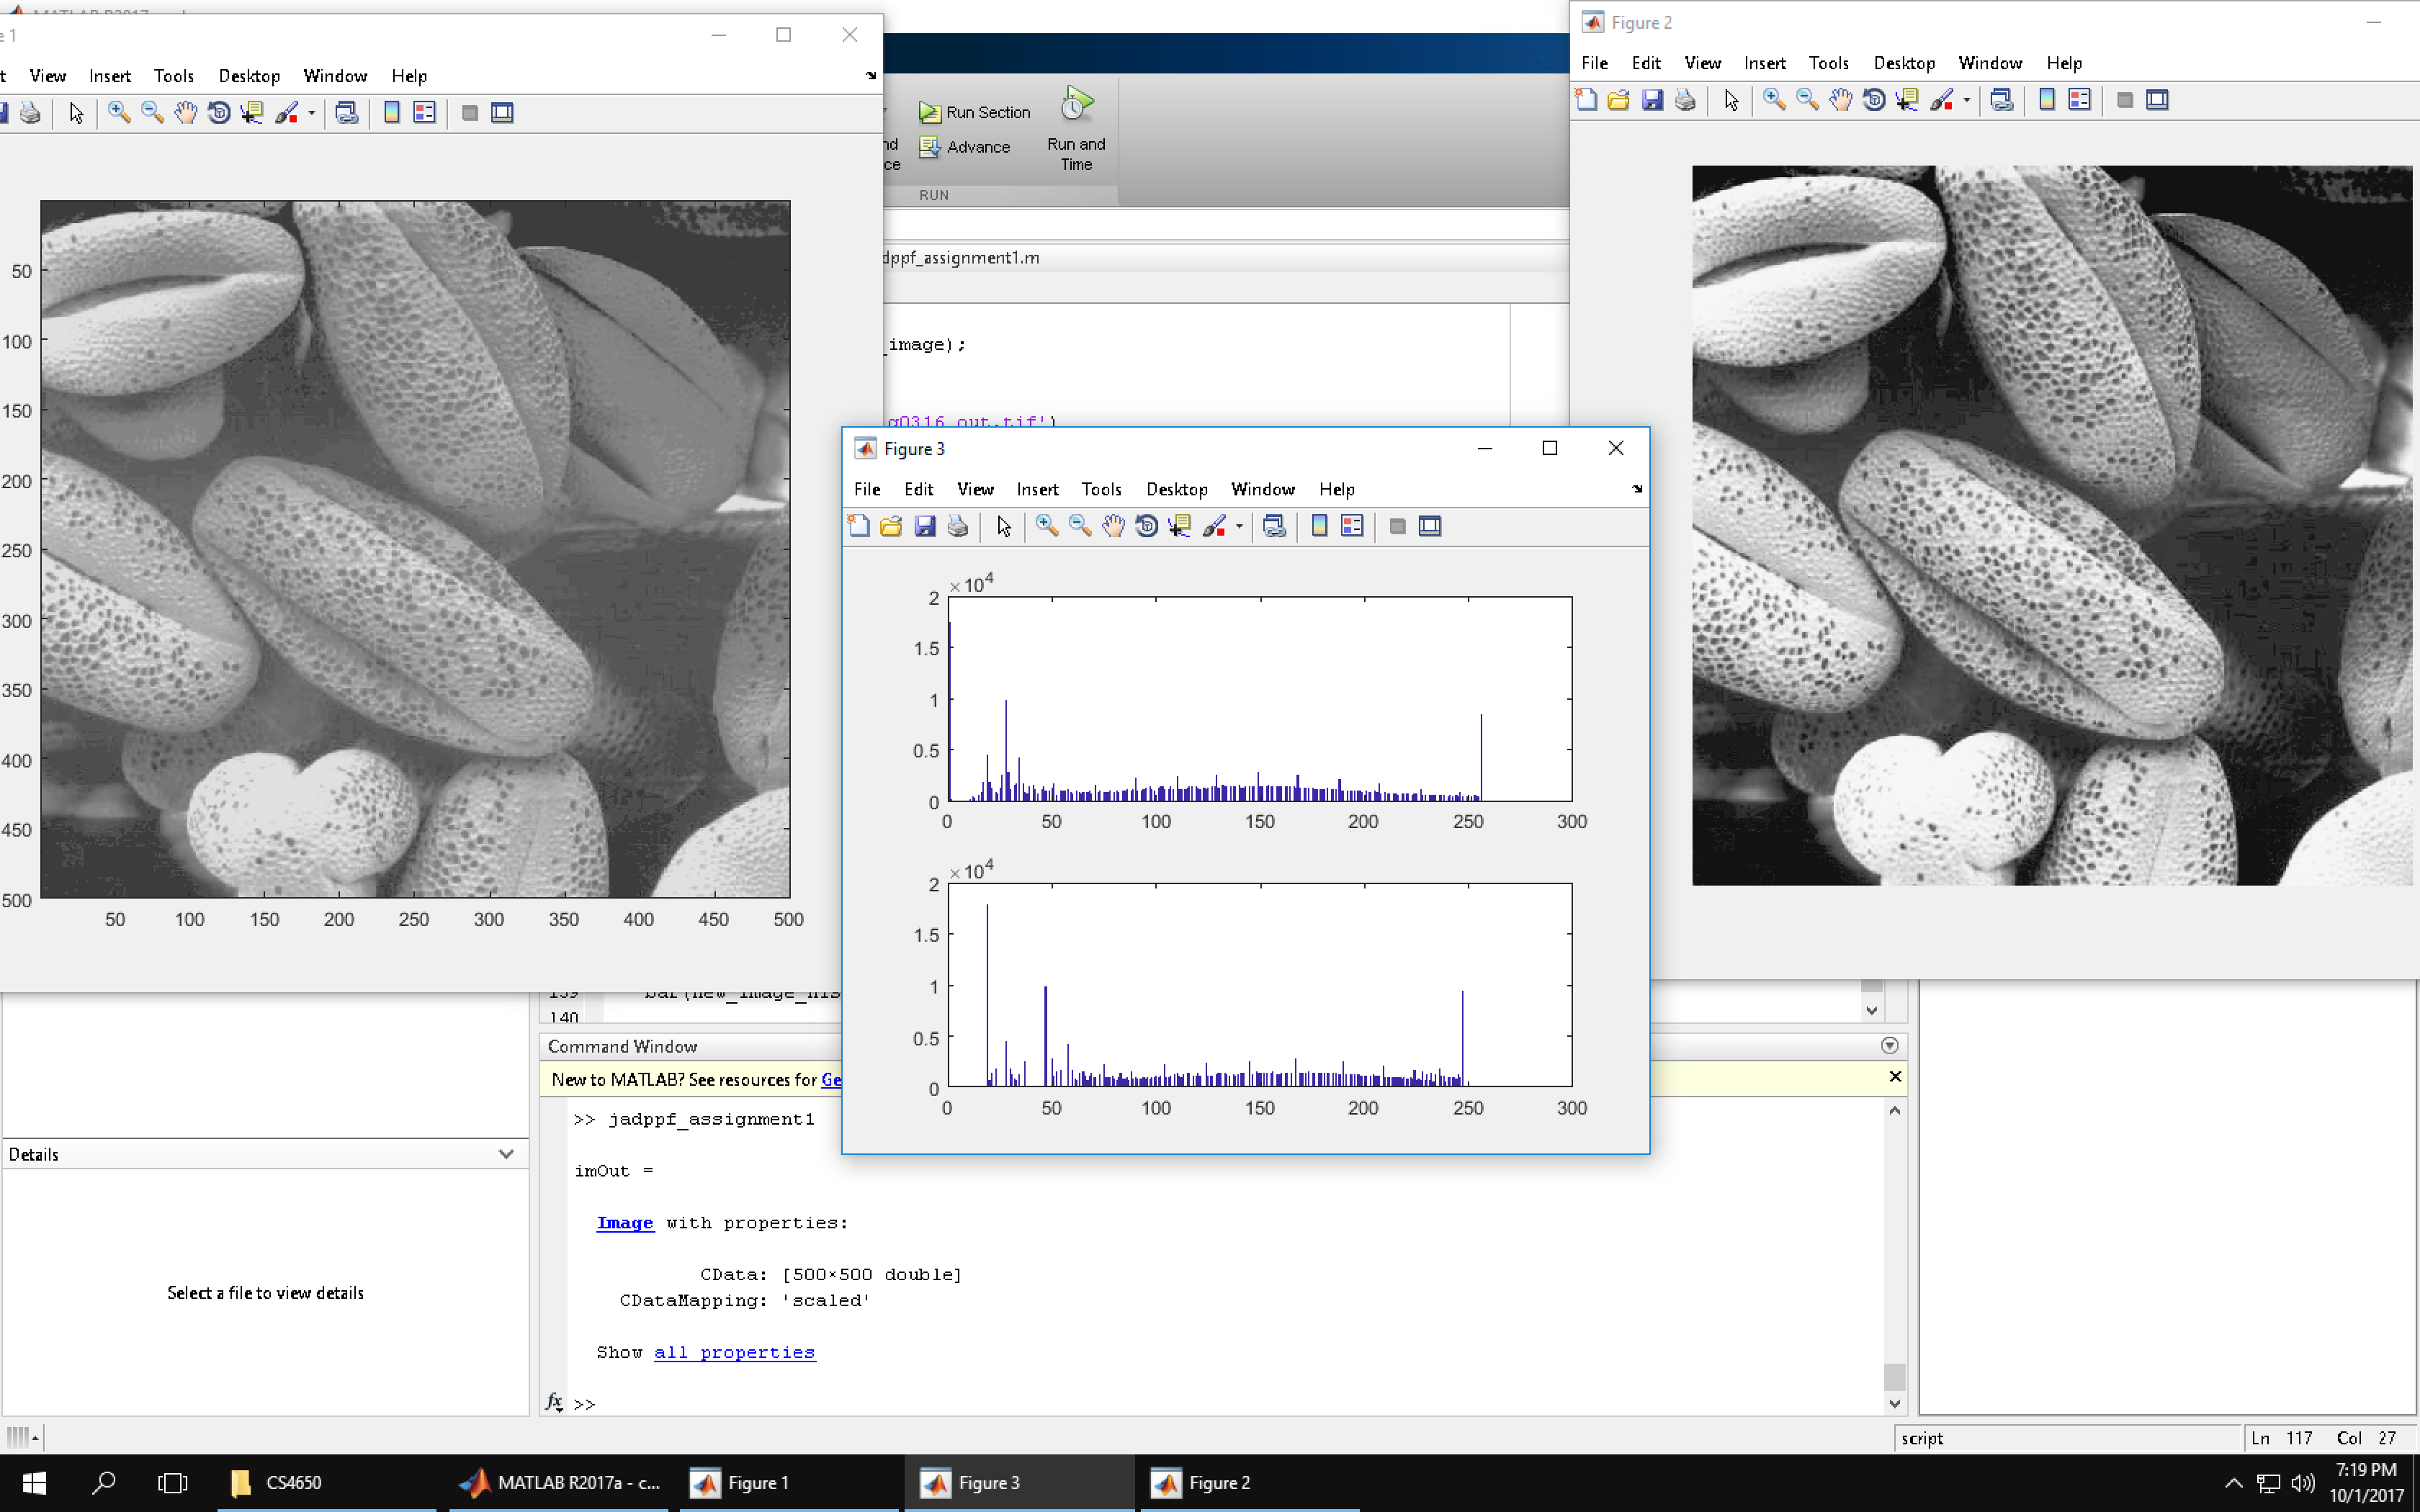 e 1
t View Insert Tools Desktop Window Help
50
100
150
200
250
300
350
400
450
500
50 100 150 200 250 300 350 400 450 500
Run Section
Advance
Run and
Time
nd
ce
RUN
dppf_assignment1.m
_image);
g0316_out.tif')
Figure 2
File Edit View Insert Tools Desktop Window Help
Figure 3
File Edit View Insert Tools Desktop Window Help
×10^4
2
1.5
1
0.5
0
0 50 100 150 200 250 300
×10^4
2
1.5
1
0.5
0
0 50 100 150 200 250 300
139 bar(new_image_his
140
Command Window
New to MATLAB? See resources for Ge
>> jadppf_assignment1
imOut =
Image with properties:
CData: [500×500 double]
CDataMapping: 'scaled'
Show all properties
fx >>
Details
Select a file to view details
script
Ln 117 Col 27
CS4650
MATLAB R2017a - c...
Figure 1
Figure 3
Figure 2
7:19 PM
10/1/2017